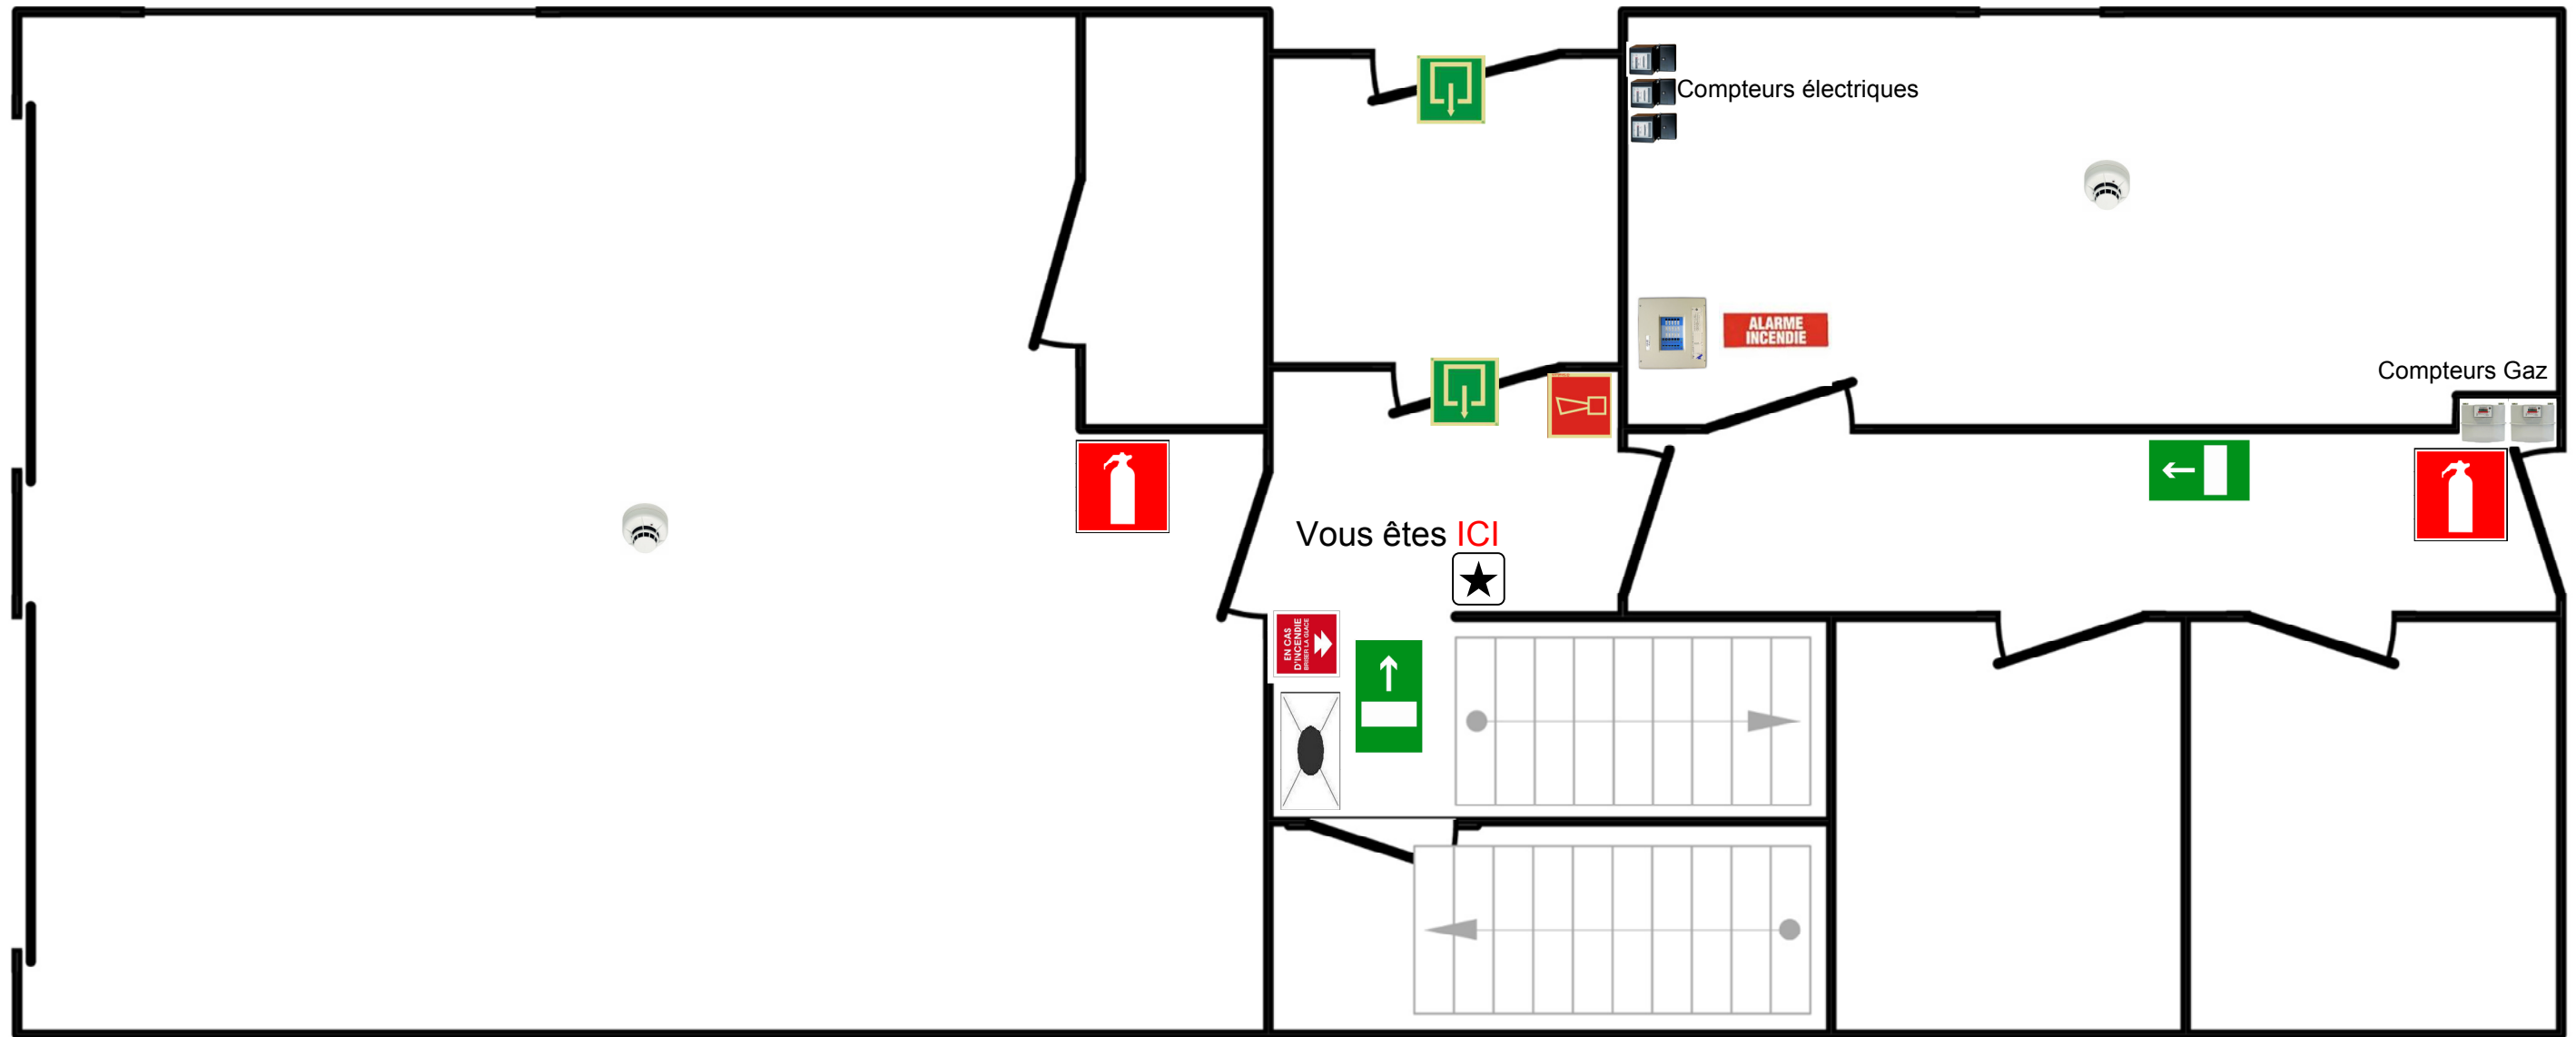 Compteurs électriques
ALARME
INCENDIE
Compteurs Gaz
Vous êtes ICI
EN CAS
D'INCENDIE
BRISER LA GLACE